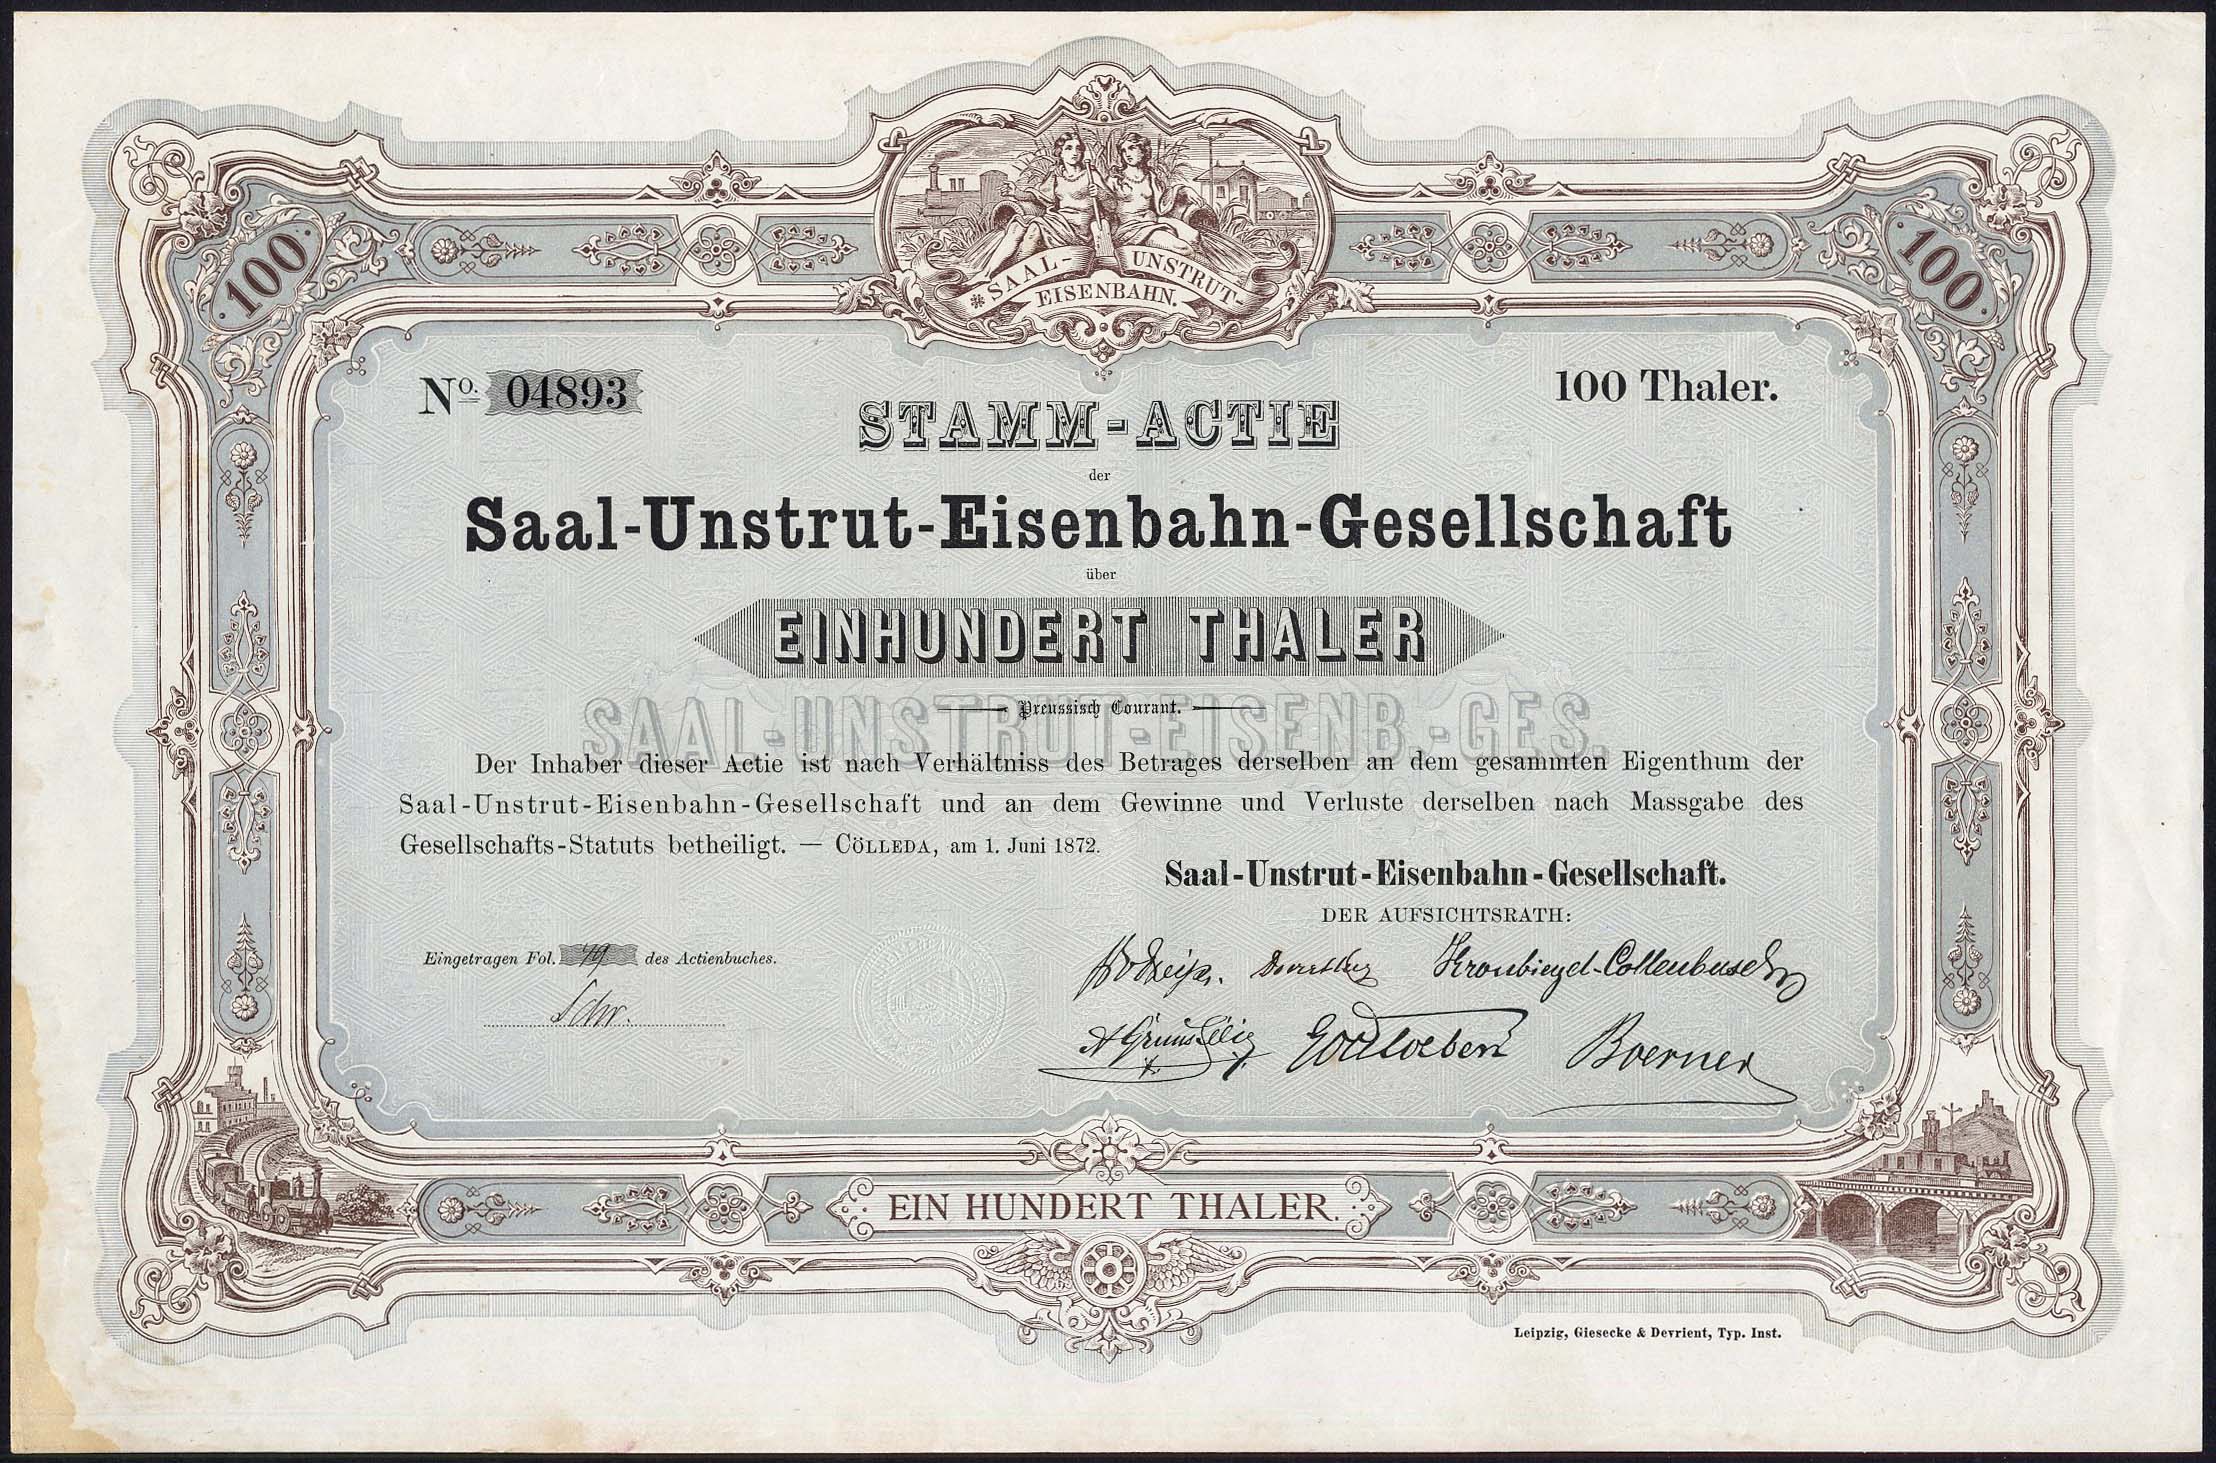 100
100
SAAL-UNSTRUT-
EISENBAHN.
No. 04893
100 Thaler.
STAMM-ACTIE
der
Saal-Unstrut-Eisenbahn-Gesellschaft
über
EINHUNDERT THALER
SAAL-UNSTRUT-EISENB.-GES.
Preussisch Courant.
Der Inhaber dieser Actie ist nach Verhältniss des Betrages derselben an dem gesammten Eigenthum der
Saal-Unstrut-Eisenbahn-Gesellschaft und an dem Gewinne und Verluste derselben nach Massgabe des
Gesellschafts-Statuts betheiligt. — CÖLLEDA, am 1. Juni 1872.
Saal-Unstrut-Eisenbahn-Gesellschaft.
DER AUFSICHTSRATH:
Eingetragen Fol. 79 des Actienbuches.
Schr.
Kronbiegel-Collenbusch
Boerner
EIN HUNDERT THALER.
Leipzig, Giesecke & Devrient, Typ. Inst.